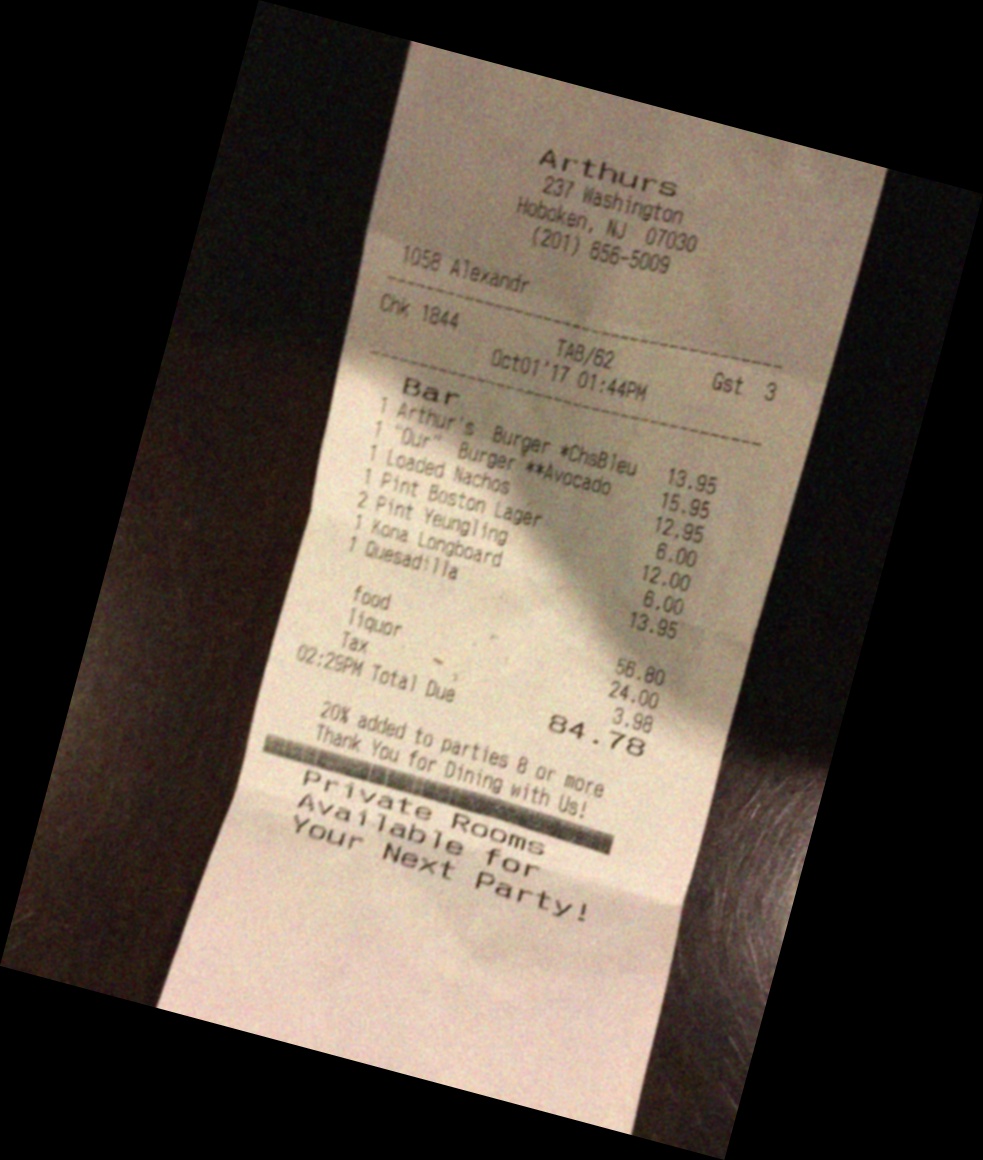 Arthurs
237 Washington
Hoboken, NJ 07030
(201) 656-5009
1058 Alexandr
Chk 1844 TAB/62 Gst 3
Oct01'17 01:44PM
Bar
1 Arthur's Burger *ChsBleu 13.95
1 "Our" Burger **Avocado 15.95
1 Loaded Nachos 12.95
1 Pint Boston Lager 6.00
2 Pint Yeungling 12.00
1 Kona Longboard 6.00
1 Quesadilla 13.95
food 56.80
liquor 24.00
Tax 3.98
02:29PM Total Due 84.78
20% added to parties 8 or more
Thank You for Dining with Us!
Private Rooms
Available for
Your Next Party!